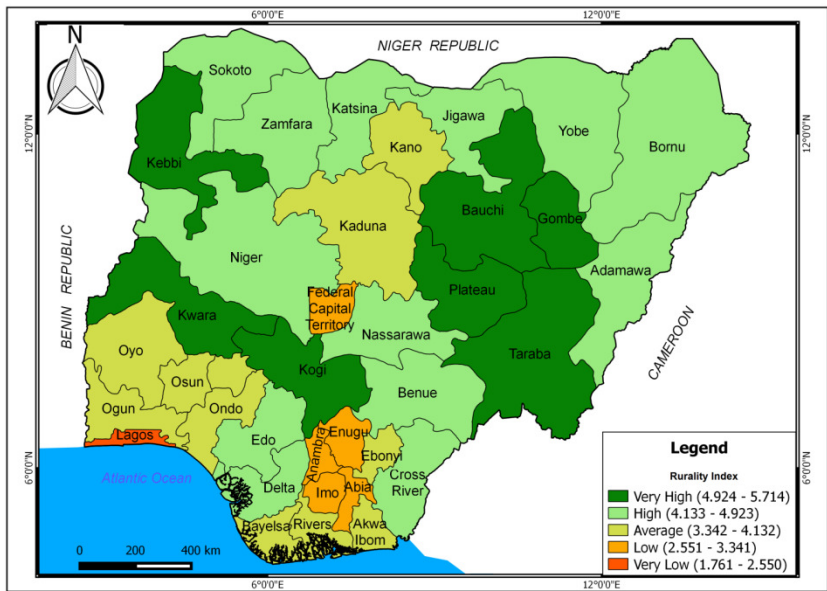 6°0'0"E
12°0'0"E
N
NIGER REPUBLIC
Sokoto
Katsina
Jigawa
Zamfara
Yobe
Bornu
Kano
12°0'0"N
12°0'0"N
Kebbi
Bauchi
Gombe
Kaduna
Niger
Adamawa
BENIN REPUBLIC
Federal
Capital
Territory
Plateau
Kwara
Nassarawa
Taraba
CAMEROON
Oyo
Kogi
Benue
Osun
Ogun
Ondo
Lagos
Edo
Anambra
Enugu
Ebonyi
Cross
River
6°0'0"N
6°0'0"N
Atlantic Ocean
Delta
Imo
Abia
Bayelsa
Rivers
Akwa
Ibom
Legend
Rurality Index
Very High (4.924 - 5.714)
High (4.133 - 4.923)
Average (3.342 - 4.132)
Low (2.551 - 3.341)
Very Low (1.761 - 2.550)
0 200 400 km
6°0'0"E
12°0'0"E